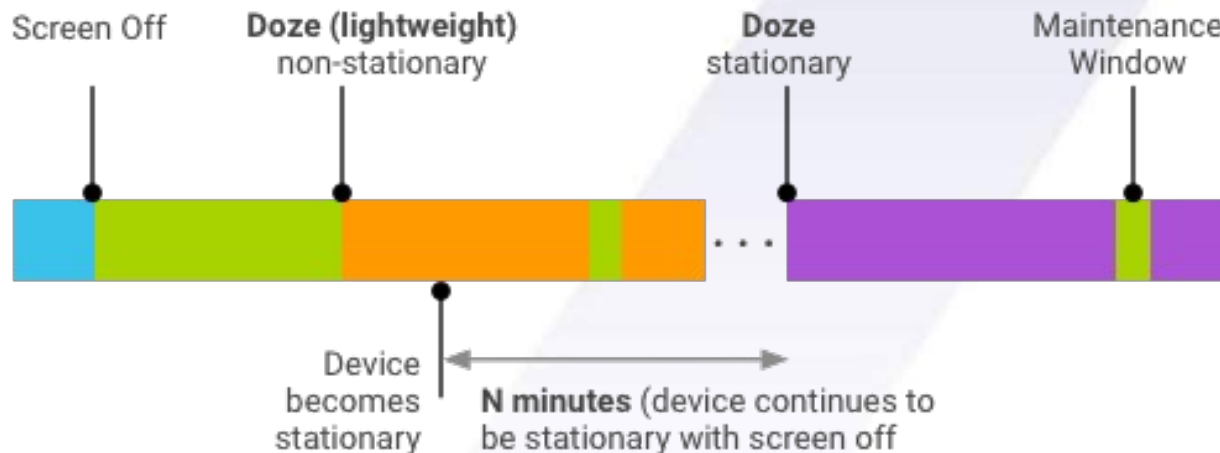 Screen Off
Doze (lightweight)
non-stationary
Doze
stationary
Maintenance
Window
Device
becomes
stationary
N minutes (device continues to
be stationary with screen off